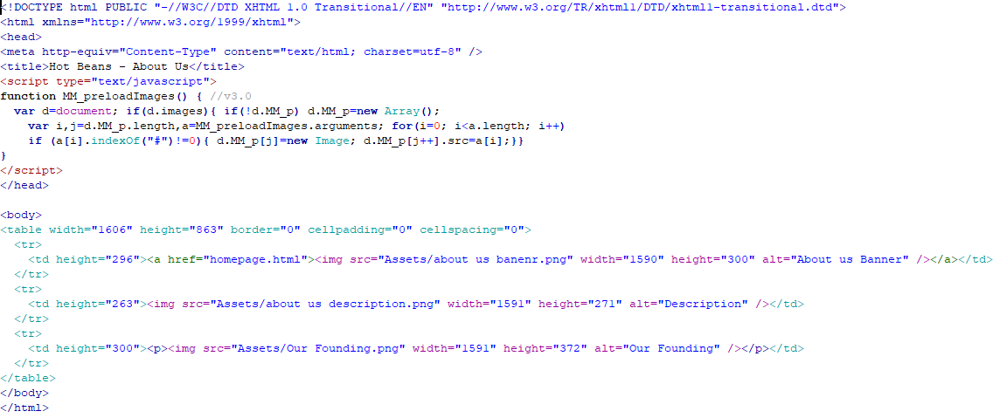 <!DOCTYPE html PUBLIC "-//W3C//DTD XHTML 1.0 Transitional//EN" "http://www.w3.org/TR/xhtml1/DTD/xhtml1-transitional.dtd">
<html xmlns="http://www.w3.org/1999/xhtml">
<head>
<meta http-equiv="Content-Type" content="text/html; charset=utf-8" />
<title>Hot Beans - About Us</title>
<script type="text/javascript">
function MM_preloadImages() { //v3.0
  var d=document; if(d.images){ if(!d.MM_p) d.MM_p=new Array();
    var i,j=d.MM_p.length,a=MM_preloadImages.arguments; for(i=0; i<a.length; i++)
    if (a[i].indexOf("#")!=0){ d.MM_p[j]=new Image; d.MM_p[j++].src=a[i];}}
}
</script>
</head>

<body>
<table width="1606" height="863" border="0" cellpadding="0" cellspacing="0">
  <tr>
    <td height="296"><a href="homepage.html"><img src="Assets/about us banenr.png" width="1590" height="300" alt="About us Banner" /></a></td>
  </tr>
  <tr>
    <td height="263"><img src="Assets/about us description.png" width="1591" height="271" alt="Description" /></td>
  </tr>
  <tr>
    <td height="300"><p><img src="Assets/Our Founding.png" width="1591" height="372" alt="Our Founding" /></p></td>
  </tr>
</table>
</body>
</html>